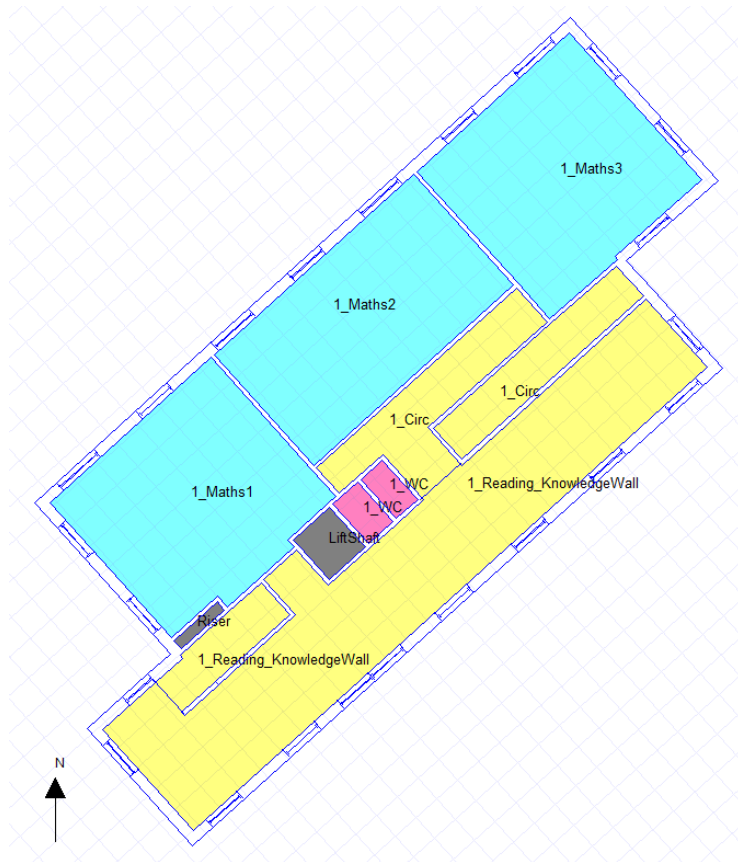 1_Maths3
1_Maths2
1_Circ
1_Circ
1_Reading_KnowledgeWall
1_WC
1_Maths1
1_WC
LiftShaft
Riser
1_Reading_KnowledgeWall
N